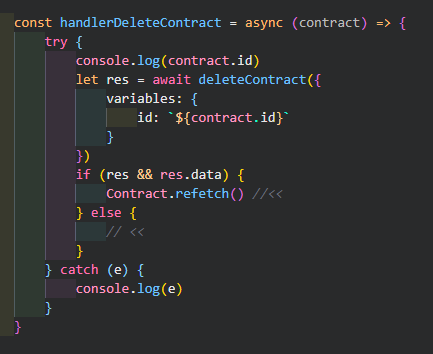 const handlerDeleteContract = async (contract) => {
try {
console.log(contract.id)
let res = await deleteContract({
variables: {
id: `${contract.id}`
}
})
if (res && res.data) {
Contract.refetch() //<<
} else {
// <<
}
} catch (e) {
console.log(e)
}
}